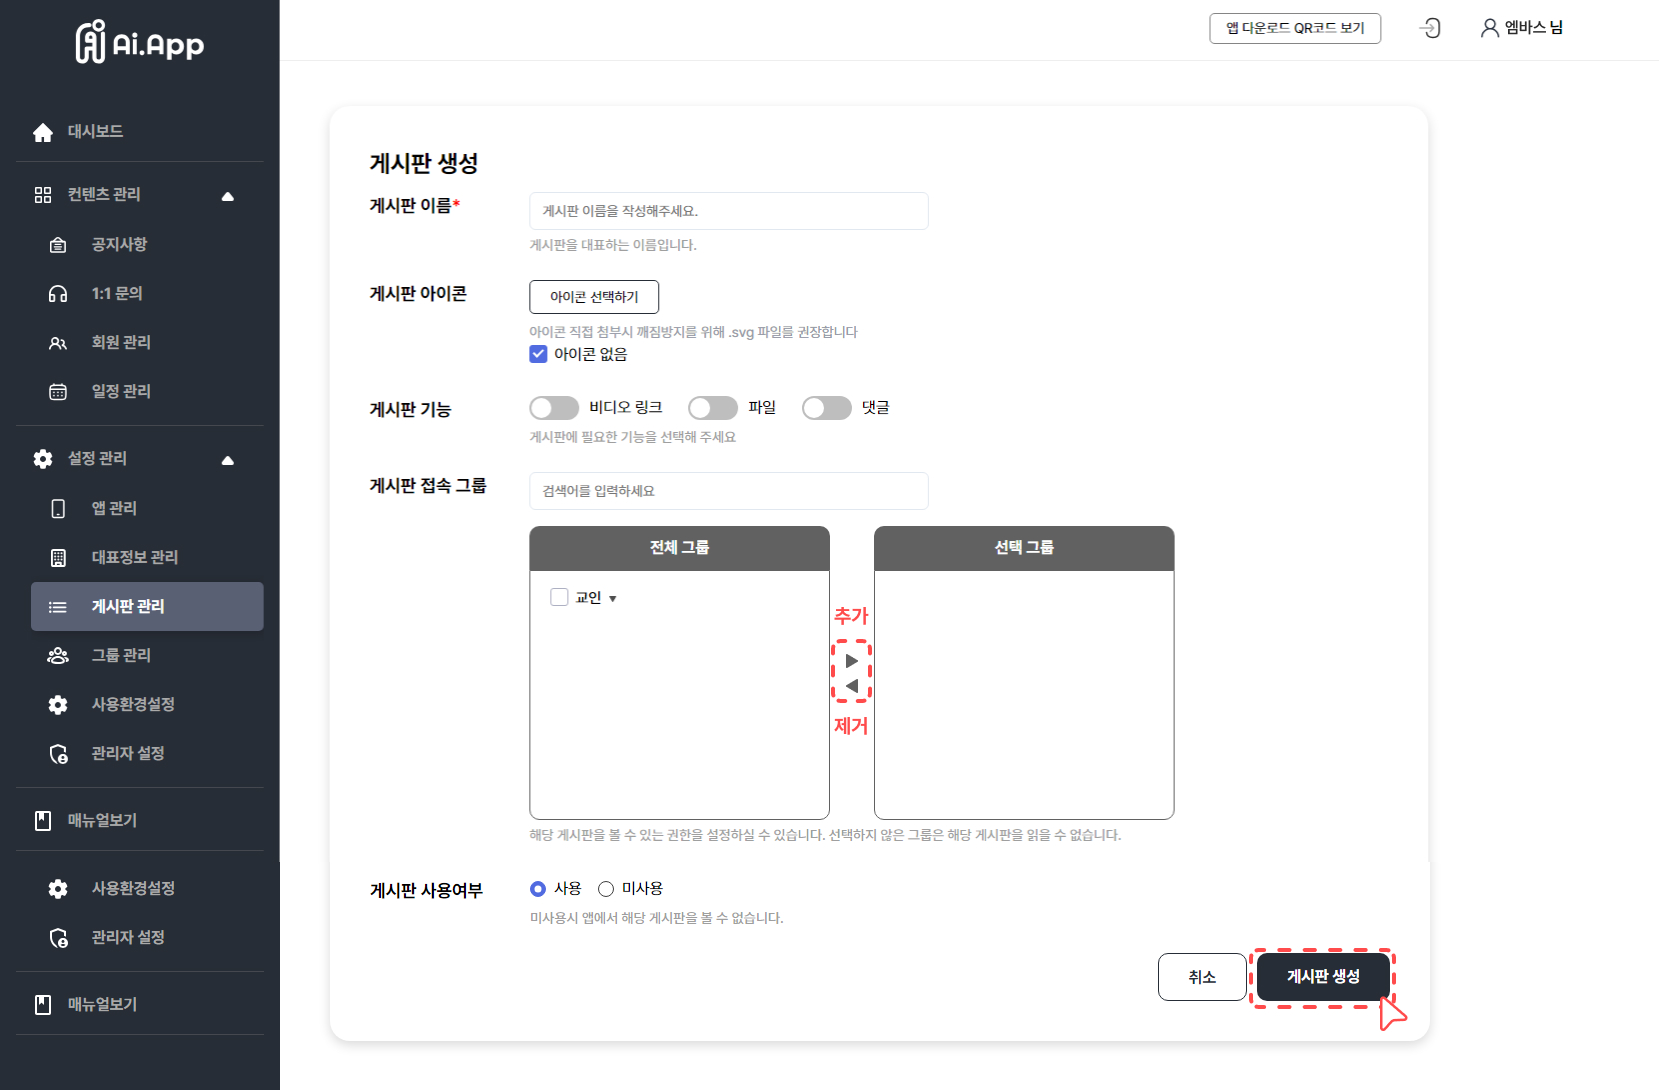 Ai.App
앱 다운로드 QR코드 보기
엠바스 님
대시보드
컨텐츠 관리
공지사항
1:1 문의
회원 관리
일정 관리
설정 관리
앱 관리
대표정보 관리
게시판 관리
그룹 관리
사용환경설정
관리자 설정
매뉴얼보기
사용환경설정
관리자 설정
매뉴얼보기
게시판 생성
게시판 이름*
게시판 이름을 작성해주세요.
게시판을 대표하는 이름입니다.
게시판 아이콘
아이콘 선택하기
아이콘 직접 첨부시 깨짐방지를 위해 .svg 파일를 권장합니다
아이콘 없음
게시판 기능
비디오 링크
파일
댓글
게시판에 필요한 기능을 선택해 주세요
게시판 접속 그룹
검색어를 입력하세요
전체 그룹
선택 그룹
교인
추가
제거
해당 게시판을 볼 수 있는 권한을 설정하실 수 있습니다. 선택하지 않은 그룹은 해당 게시판을 읽을 수 없습니다.
게시판 사용여부
사용
미사용
미사용시 앱에서 해당 게시판을 볼 수 없습니다.
취소
게시판 생성